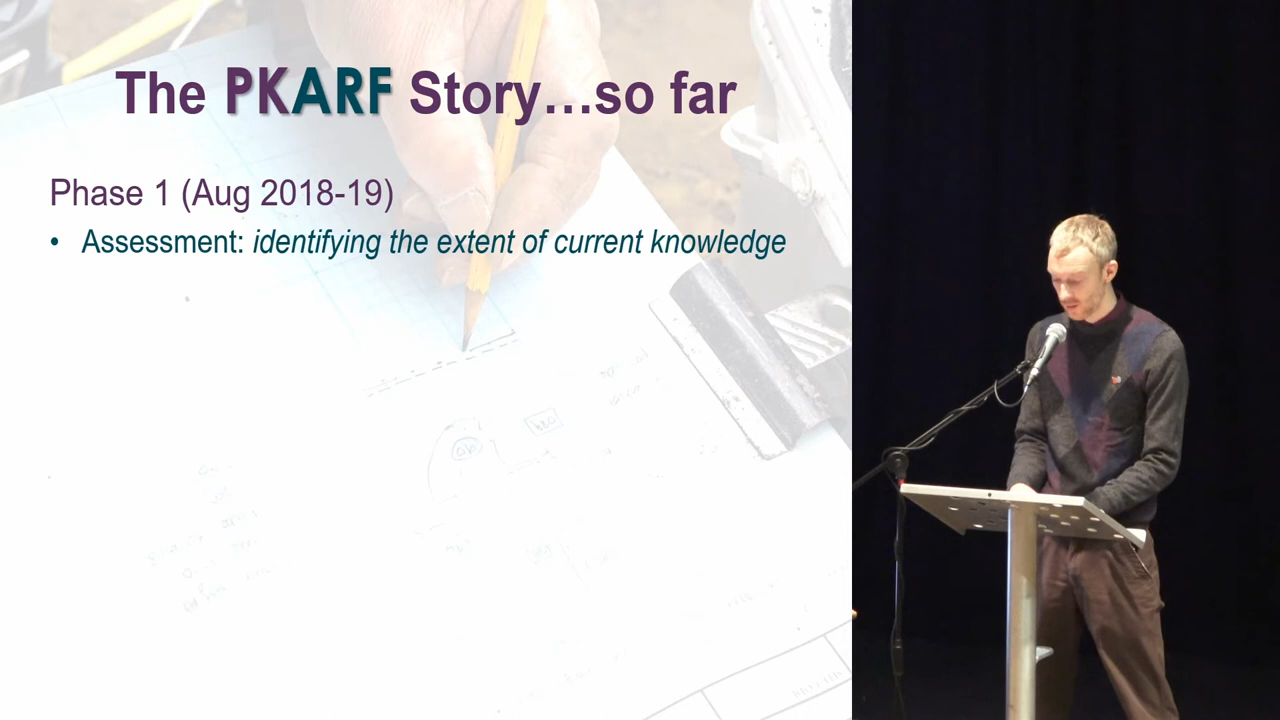 The PKARF Story…so far
Phase 1 (Aug 2018-19)
• Assessment: identifying the extent of current knowledge